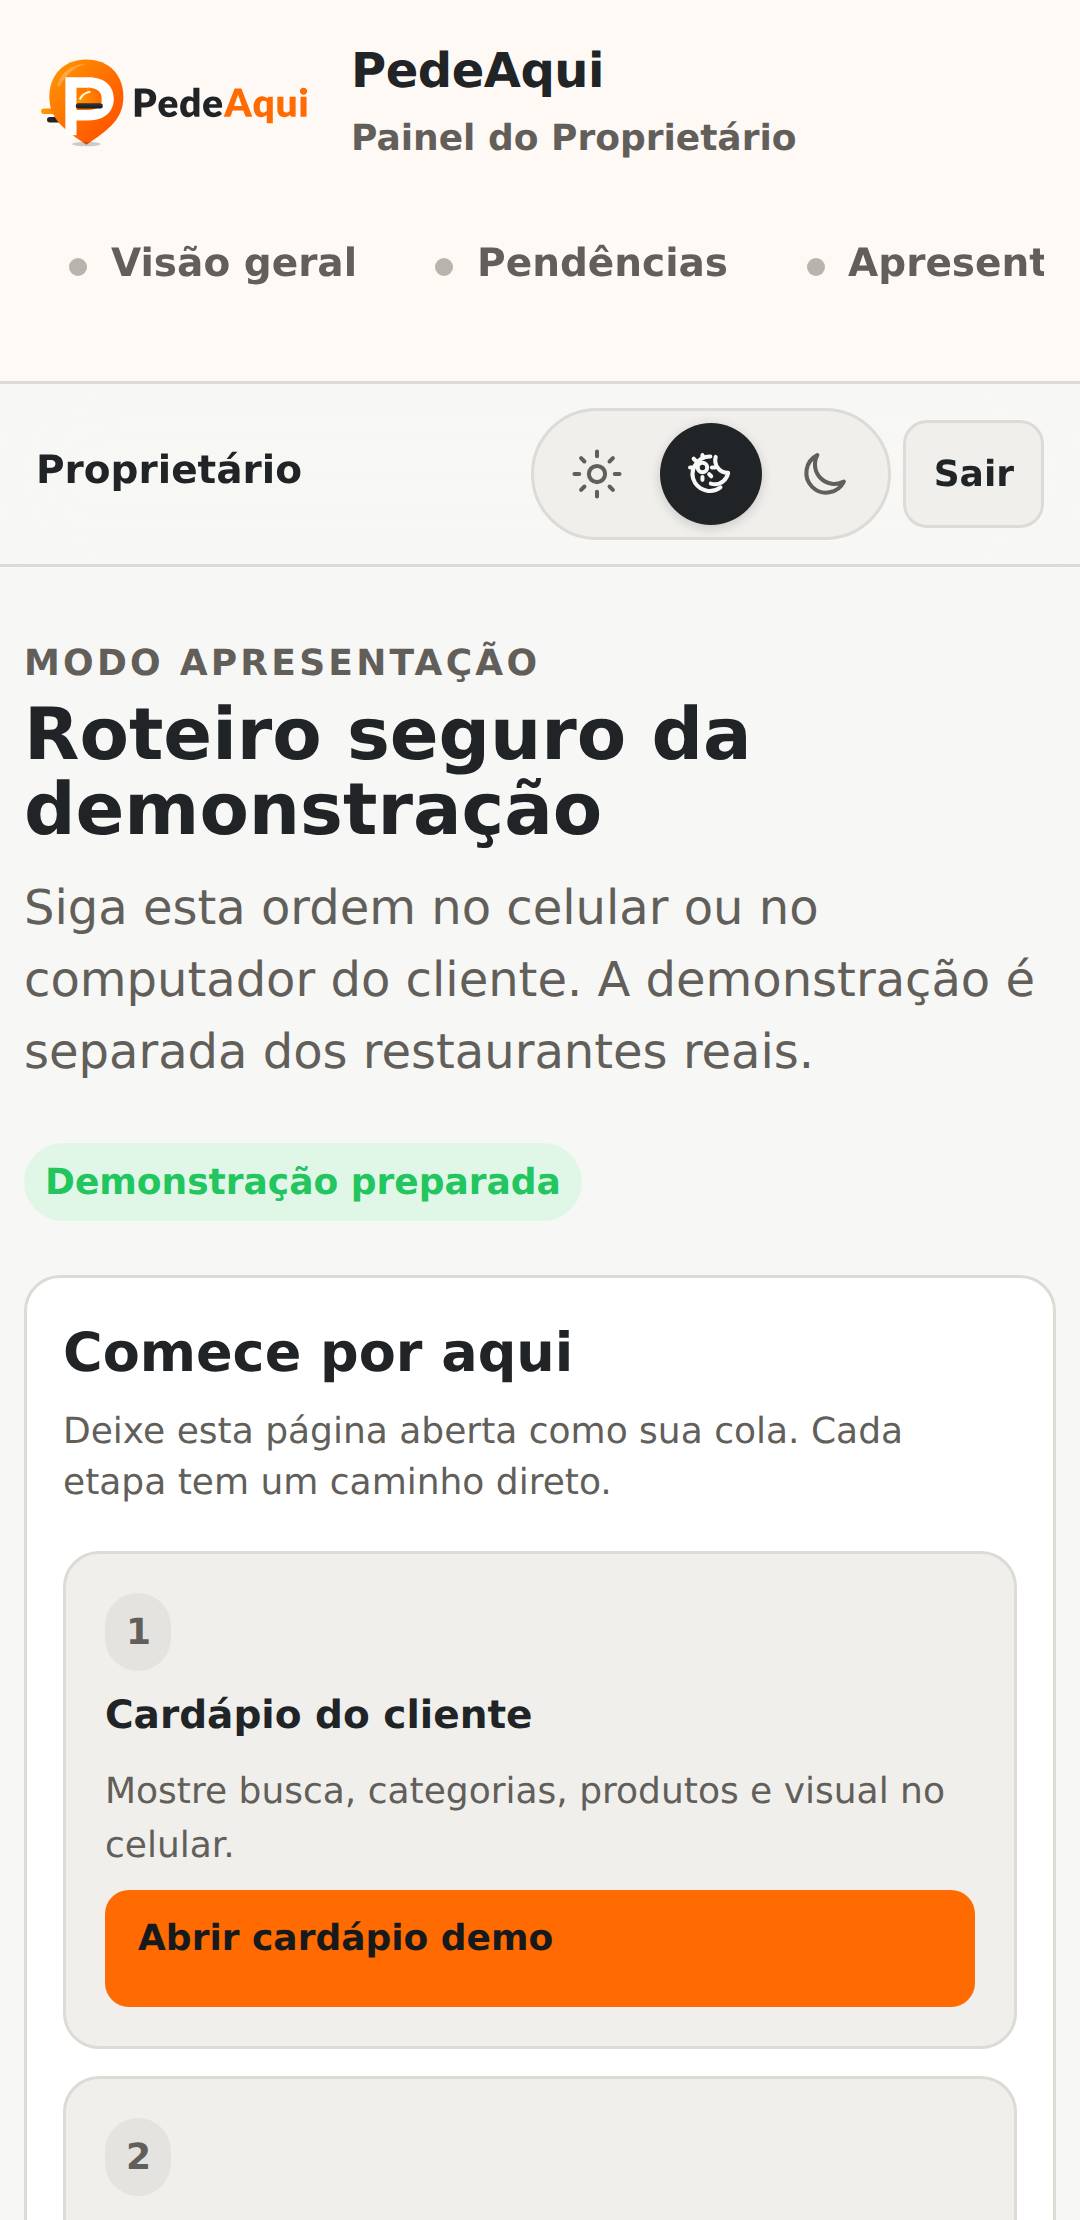 PedeAqui
PedeAqui
Painel do Proprietário
Visão geral
Pendências
Apresent
Proprietário
Sair
MODO APRESENTAÇÃO
Roteiro seguro da
demonstração
Siga esta ordem no celular ou no
computador do cliente. A demonstração é
separada dos restaurantes reais.
Demonstração preparada
Comece por aqui
Deixe esta página aberta como sua cola. Cada
etapa tem um caminho direto.
1
Cardápio do cliente
Mostre busca, categorias, produtos e visual no
celular.
Abrir cardápio demo
2